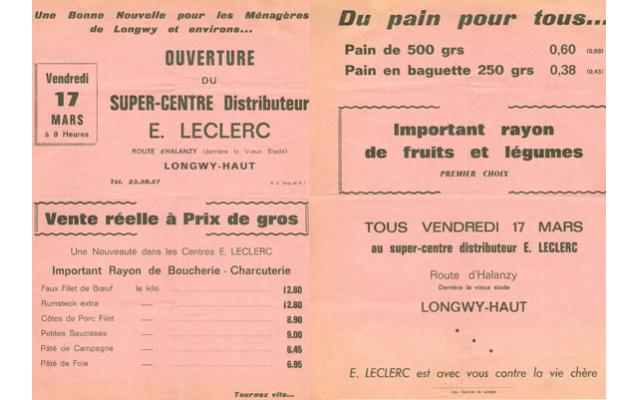 Une Bonne Nouvelle pour les Ménagères
de Longwy et environs...
Vendredi
17
MARS
à 9 Heures
OUVERTURE
DU
SUPER-CENTRE Distributeur
E. LECLERC
ROUTE d'HALANZY (derrière le Vieux Stade)
LONGWY-HAUT
Tél. 23.30.57
Vente réelle à Prix de gros
Une Nouveauté dans les Centres E. LECLERC
Important Rayon de Boucherie - Charcuterie
Faux Filet de Bœuf le kilo 12.80
Rumsteck extra — 12.80
Côtes de Porc Filet — 8.90
Petites Saucisses — 9.00
Pâté de Campagne — 8.45
Pâté de Foie — 6.95
Tournez vite...
Du pain pour tous...
Pain de 500 grs 0,60 (0,68)
Pain en baguette 250 grs 0,38 (0,43)
Important rayon
de fruits et légumes
PREMIER CHOIX
TOUS VENDREDI 17 MARS
au super-centre distributeur E. LECLERC
Route d'Halanzy
Derrière le vieux stade
LONGWY-HAUT
E. LECLERC est avec vous contre la vie chère